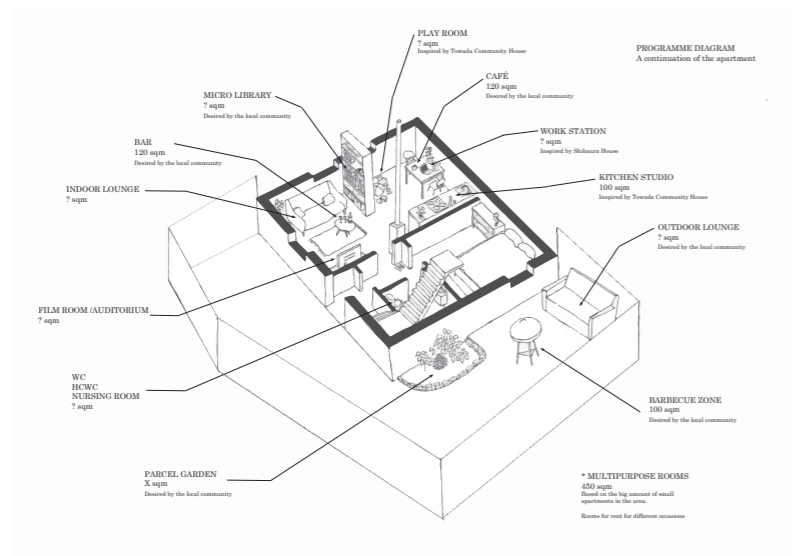 PLAY ROOM
? sqm
Inspired by Towada Community House
PROGRAMME DIAGRAM
A continuation of the apartment
CAFÉ
120 sqm
Desired by the local community
MICRO LIBRARY
? sqm
Desired by the local community
WORK STATION
? sqm
Inspired by Shibaura House
BAR
120 sqm
Desired by the local community
KITCHEN STUDIO
100 sqm
Inspired by Towada Community House
INDOOR LOUNGE
? sqm
OUTDOOR LOUNGE
? sqm
Desired by the local community
FILM ROOM /AUDITORIUM
? sqm
WC
HCWC
NURSING ROOM
? sqm
BARBECUE ZONE
100 sqm
Desired by the local community
PARCEL GARDEN
X sqm
Desired by the local community
* MULTIPURPOSE ROOMS
450 sqm
Based on the big amount of small
apartments in the area.
Rooms for rent for different occasions